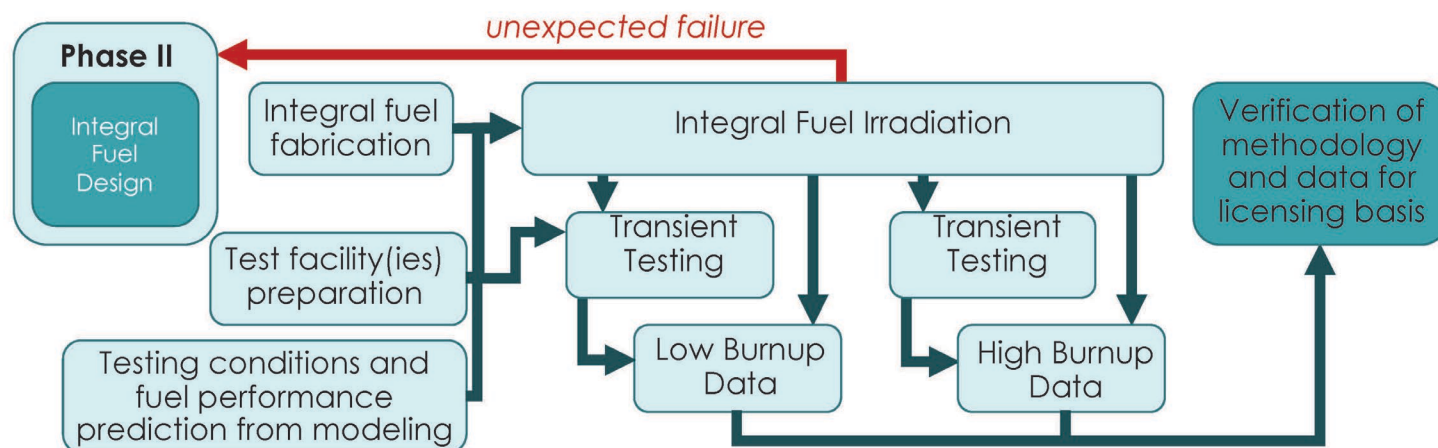 unexpected failure
Phase II
Integral
Fuel
Design
Integral fuel
fabrication
Integral Fuel Irradiation
Verification of
methodology
and data for
licensing basis
Test facility(ies)
preparation
Transient
Testing
Transient
Testing
Testing conditions and
fuel performance
prediction from modeling
Low Burnup
Data
High Burnup
Data